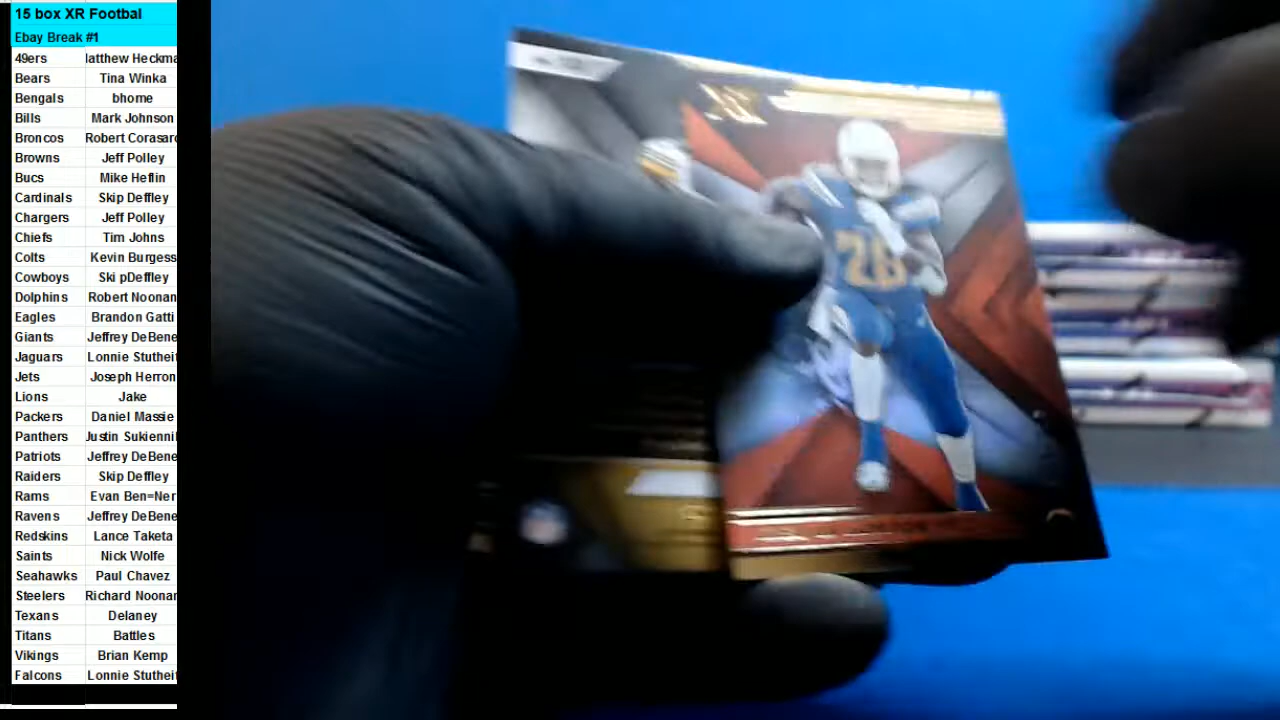 15 box XR Footbal
Ebay Break #1
49ers latthew Heckma
Bears Tina Winka
Bengals bhorne
Bills Mark Johnson
Broncos Robert Corasaro
Browns Jeff Polley
Bucs Mike Heflin
Cardinals Skip Deffley
Chargers Jeff Polley
Chiefs Tim Johns
Colts Kevin Burgess
Cowboys Ski pDeffley
Dolphins Robert Noonan
Eagles Brandon Gatti
Giants Jeffrey DeBene
Jaguars Lonnie Stutheit
Jets Joseph Herron
Lions Jake
Packers Daniel Massie
Panthers Justin Sukiennil
Patriots Jeffrey DeBene
Raiders Skip Deffley
Rams Evan Ben=Ner
Ravens Jeffrey DeBene
Redskins Lance Taketa
Saints Nick Wolfe
Seahawks Paul Chavez
Steelers Richard Noonan
Texans Delaney
Titans Battles
Vikings Brian Kemp
Falcons Lonnie Stutheit
XR
28